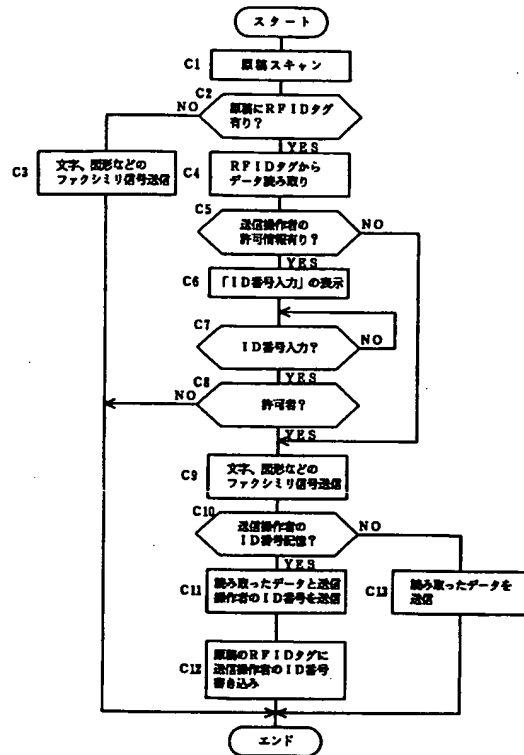 スタート
C1
原稿スキャン
C2
NO
原稿にRFIDタグ
有り?
YES
C3
文字、図形などの
ファクシミリ信号送信
C4
RFIDタグから
データ読み取り
C5
送信操作者の
許可情報有り?
NO
YES
C6
「ID番号入力」の表示
C7
ID番号入力?
NO
C8
YES
NO
許可者?
YES
C9
文字、図形などの
ファクシミリ信号送信
C10
送信操作者の
ID番号記憶?
NO
YES
C11
読み取ったデータと送信
操作者のID番号を送信
C13
読み取ったデータを
送信
C12
原稿のRFIDタグに
送信操作者のID番号
書き込み
エンド